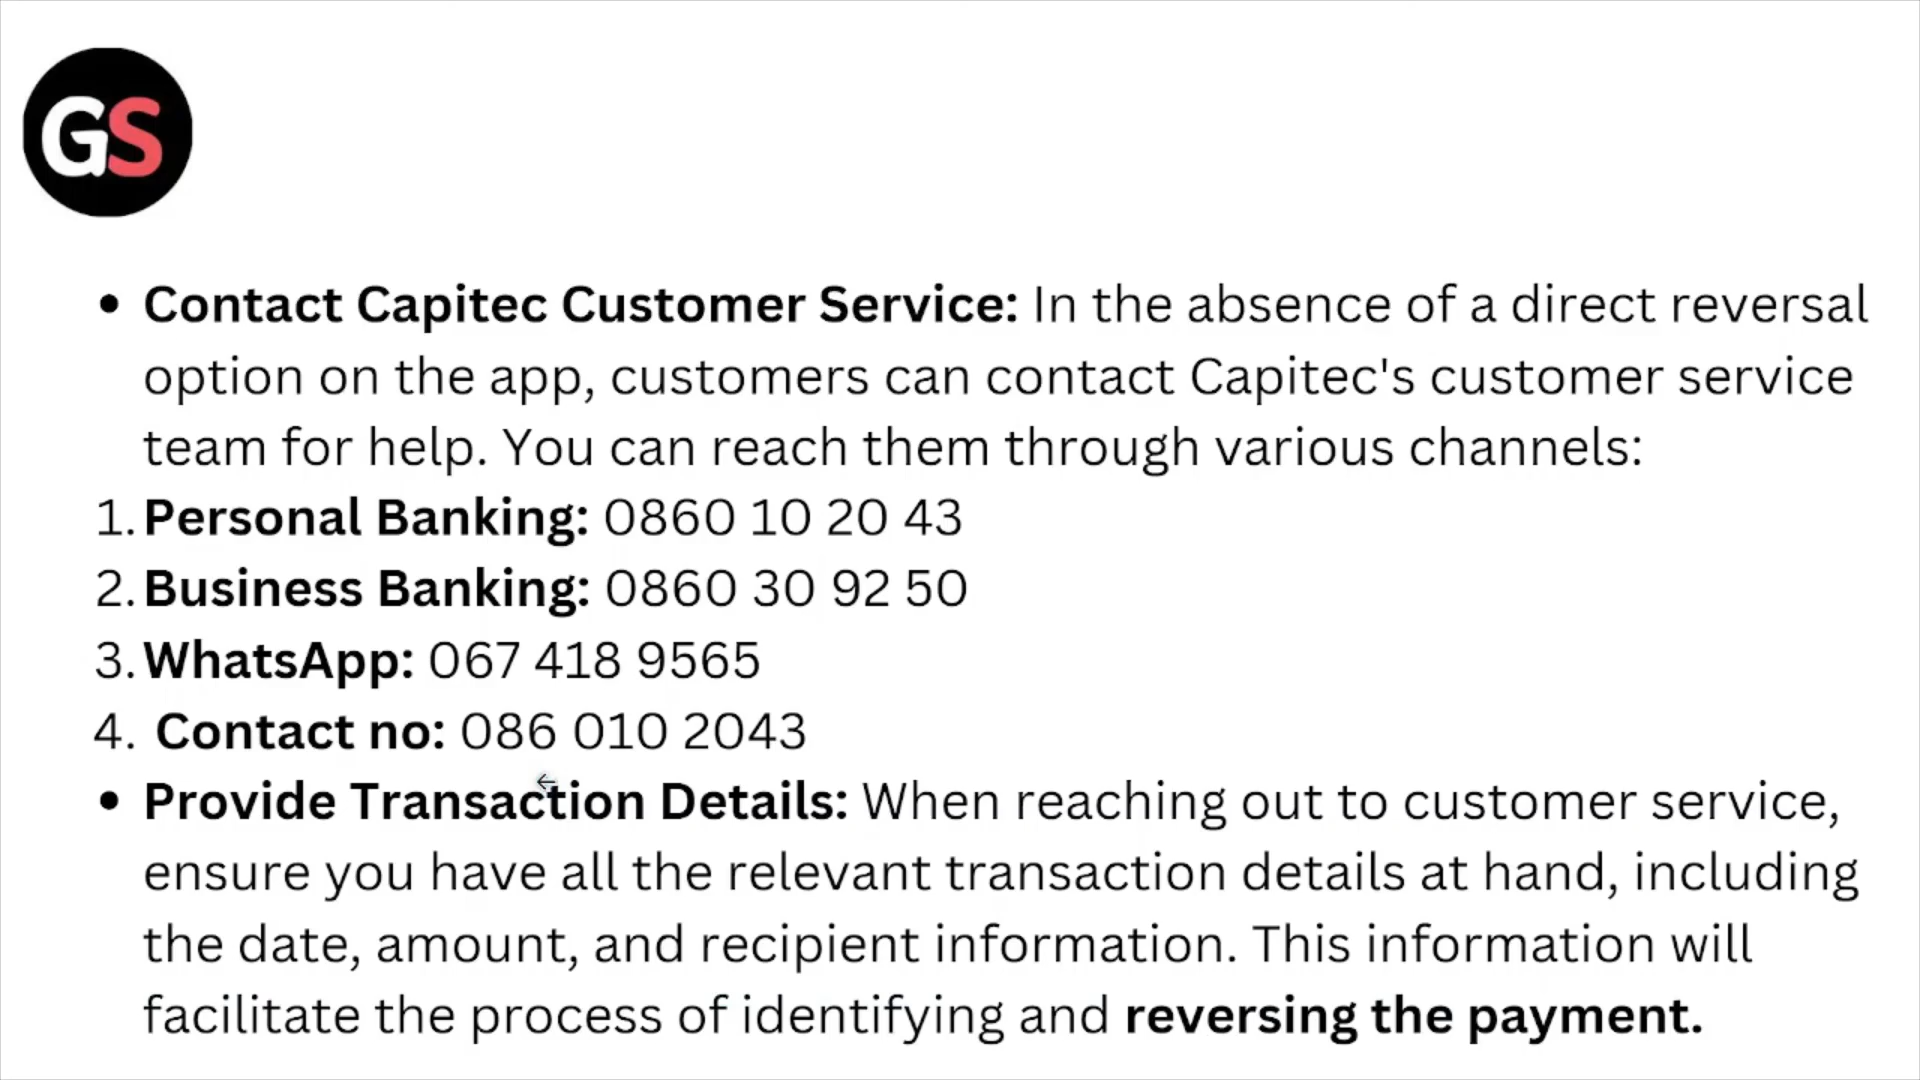 GS
• Contact Capitec Customer Service: In the absence of a direct reversal
option on the app, customers can contact Capitec's customer service
team for help. You can reach them through various channels:
1. Personal Banking: 0860 10 20 43
2. Business Banking: 0860 30 92 50
3. WhatsApp: 067 418 9565
4. Contact no: 086 010 2043
• Provide Transaction Details: When reaching out to customer service,
ensure you have all the relevant transaction details at hand, including
the date, amount, and recipient information. This information will
facilitate the process of identifying and reversing the payment.